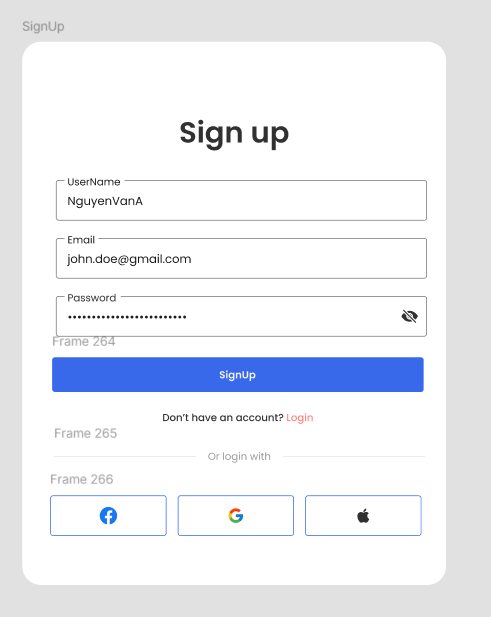 SignUp
Sign up
UserName
NguyenVanA
Email
john.doe@gmail.com
Password
Frame 264
SignUp
Don't have an account? Login
Frame 265
Or login with
Frame 266